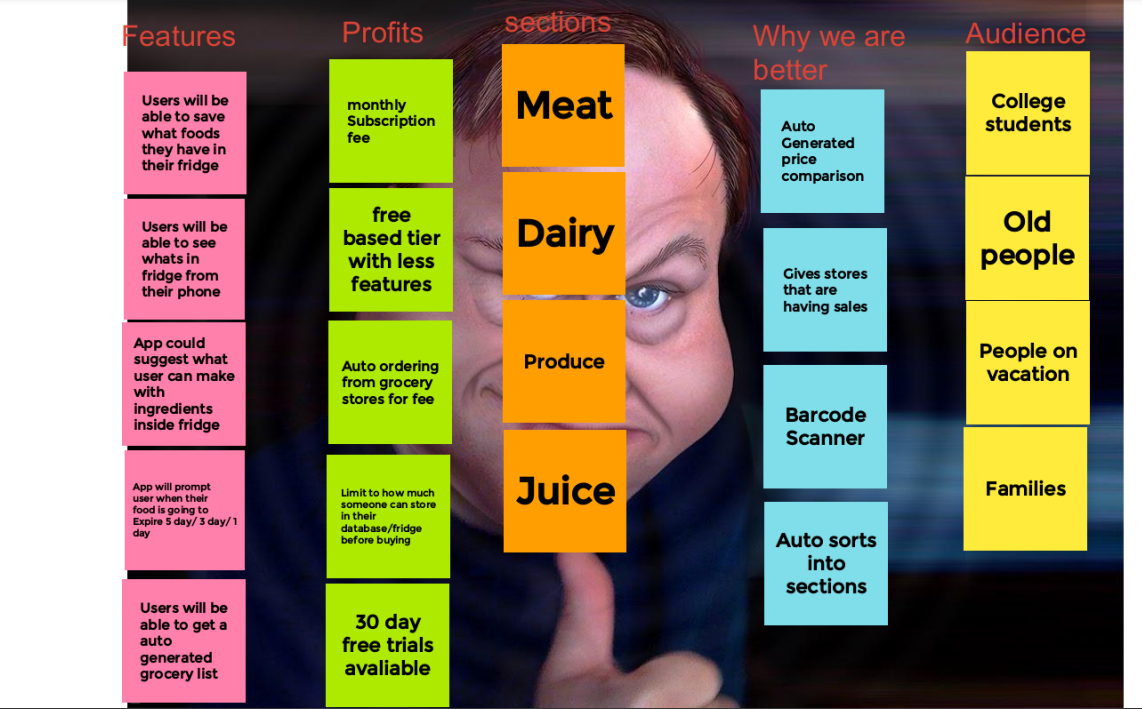 Features
Users will be
able to save
what foods
they have in
their fridge
Users will be
able to see
whats in
fridge from
their phone
App could
suggest what
user can make
with
ingredients
inside fridge
App will prompt
user when their
food is going to
Expire 5 day/ 3 day/ 1
day
Users will be
able to get a
auto
generated
grocery list
Profits
monthly
Subscription
fee
free
based tier
with less
features
Auto ordering
from grocery
stores for fee
Limit to how much
someone can store
in their
database/fridge
before buying
30 day
free trials
avaliable
sections
Meat
Dairy
Produce
Juice
Why we are
better
Auto
Generated
price
comparison
Gives stores
that are
having sales
Barcode
Scanner
Auto sorts
into
sections
Audience
College
students
Old
people
People on
vacation
Families